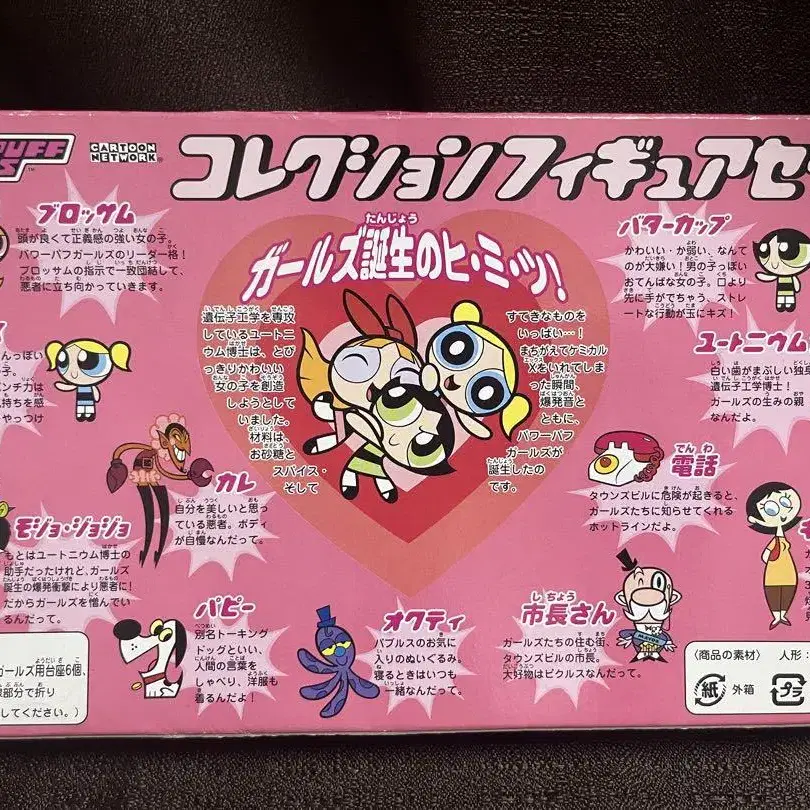 UFF
S™
CARTOON
NETWORK®
コレクションフィギュアセ
ブロッサム
頭が良くて正義感の強い女の子。
パワーパフガールズのリーダー格!
ブロッサムの指示で一致団結して、
悪者に立ち向かっていきます。
んっぽい
子。
パンチ力は
気持ちを感
やっつけ
カレ
自分を美しいと思っ
ている悪者。ボディ
が自慢なんだって。
モジョ・ジョジョ
もとはユートニウム博士の
助手だったけれど、ガールズ
誕生の爆発衝撃により悪者に!
だからガールズを憎んでい
るんだって。
ガールズ誕生のヒ・ミ・ツ!
遺伝子工学を専攻
しているユートニ
ウム博士は、とび
っきりかわいい
女の子を創造
しようとして
いました。
材料は、
お砂糖と
スパイス・
そして
すてきなものを
いっぱい…!
まちがえてケミカル
Xをいれてしま
った瞬間、
爆発音と
ともに、
パワーパフ
ガールズが
誕生したの
です。
バターカップ
かわいい・か弱い、なんて
のが大嫌い!男の子っぽい
おてんばな女の子。口より
先に手がでちゃう、ストレ
ートな行動が玉にキズ!
ユートニウム
白い歯がまぶしい独身
遺伝子工学博士!
ガールズの生みの親
なんだよ。
電話
タウンズビルに危険が起きると、
ガールズたちに知らせてくれる
ホットラインだよ。
パピー
別名トーキング
ドッグといい、
人間の言葉を
しゃべり、洋服も
着るんだよ!
オクティ
バブルスのお気に
入りのぬいぐるみ。
寝るときはいつも
一緒なんだって。
市長さん
ガールズたちの住む街、
タウンズビルの市長。
大好物はピクルスなんだって。
MAYOR
ガールズ用台座6個、
部分で折り
してください。)
〈商品の素材〉 人形:
紙 外箱 プラ